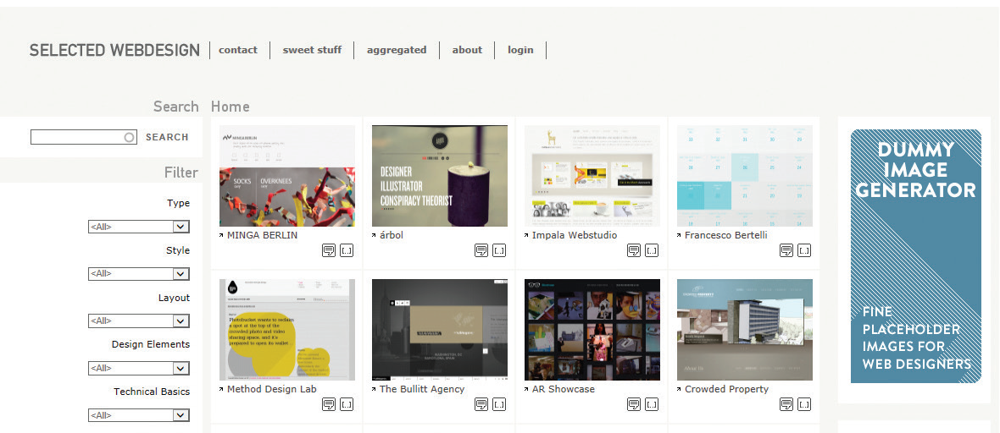 SELECTED WEBDESIGN
contact
sweet stuff
aggregated
about
login
Search
Home
SEARCH
Filter
Type
<All>
Style
<All>
Layout
<All>
Design Elements
<All>
Technical Basics
<All>
MINGA BERLIN
SOCKS
OVERKNEES
MINGA BERLIN
DESIGNER
ILLUSTRATOR
CONSPIRACY THEORIST
árbol
Impala Webstudio
Francesco Bertelli
Photobucket wants to reclaim
a spot at the top of the
crowded photo and video
sharing space, and it's
prepared to open its wallet.
Method Design Lab
The Bullitt Agency
AR Showcase
Crowded Property
DUMMY
IMAGE
GENERATOR
FINE
PLACEHOLDER
IMAGES FOR
WEB DESIGNERS